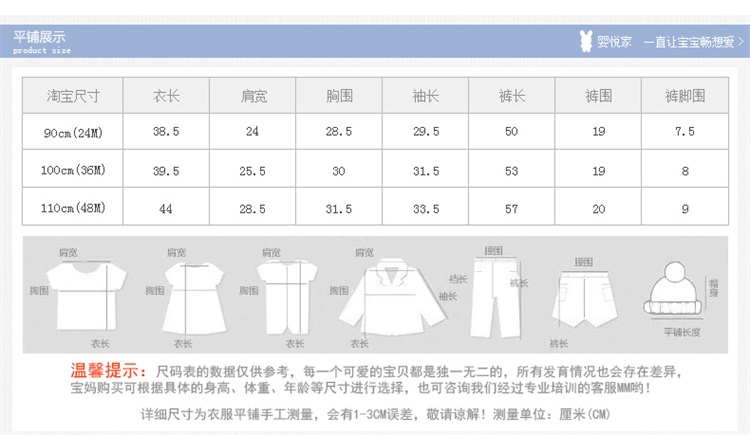 平铺展示
product size
婴悦家 一直让宝宝畅想爱 >
淘宝尺寸 衣长 肩宽 胸围 袖长 裤长 裤围 裤脚围
90cm(24M) 38.5 24 28.5 29.5 50 19 7.5
100cm(36M) 39.5 25.5 30 31.5 53 19 8
110cm(48M) 44 28.5 31.5 33.5 57 20 9
肩宽 肩宽 肩宽 肩宽 腰围 腰围
胸围 胸围 胸围 胸围 袖长 裆长 裤长 帽身
衣长 衣长 衣长 衣长 裤长 平铺长度
温馨提示：尺码表的数据仅供参考，每一个可爱的宝贝都是独一无二的，所有发育情况也会存在差异，
宝妈购买可根据具体的身高、体重、年龄等尺寸进行选择，也可咨询我们经过专业培训的客服MM哟！
详细尺寸为衣服平铺手工测量，会有1-3CM误差，敬请谅解！测量单位：厘米(CM)